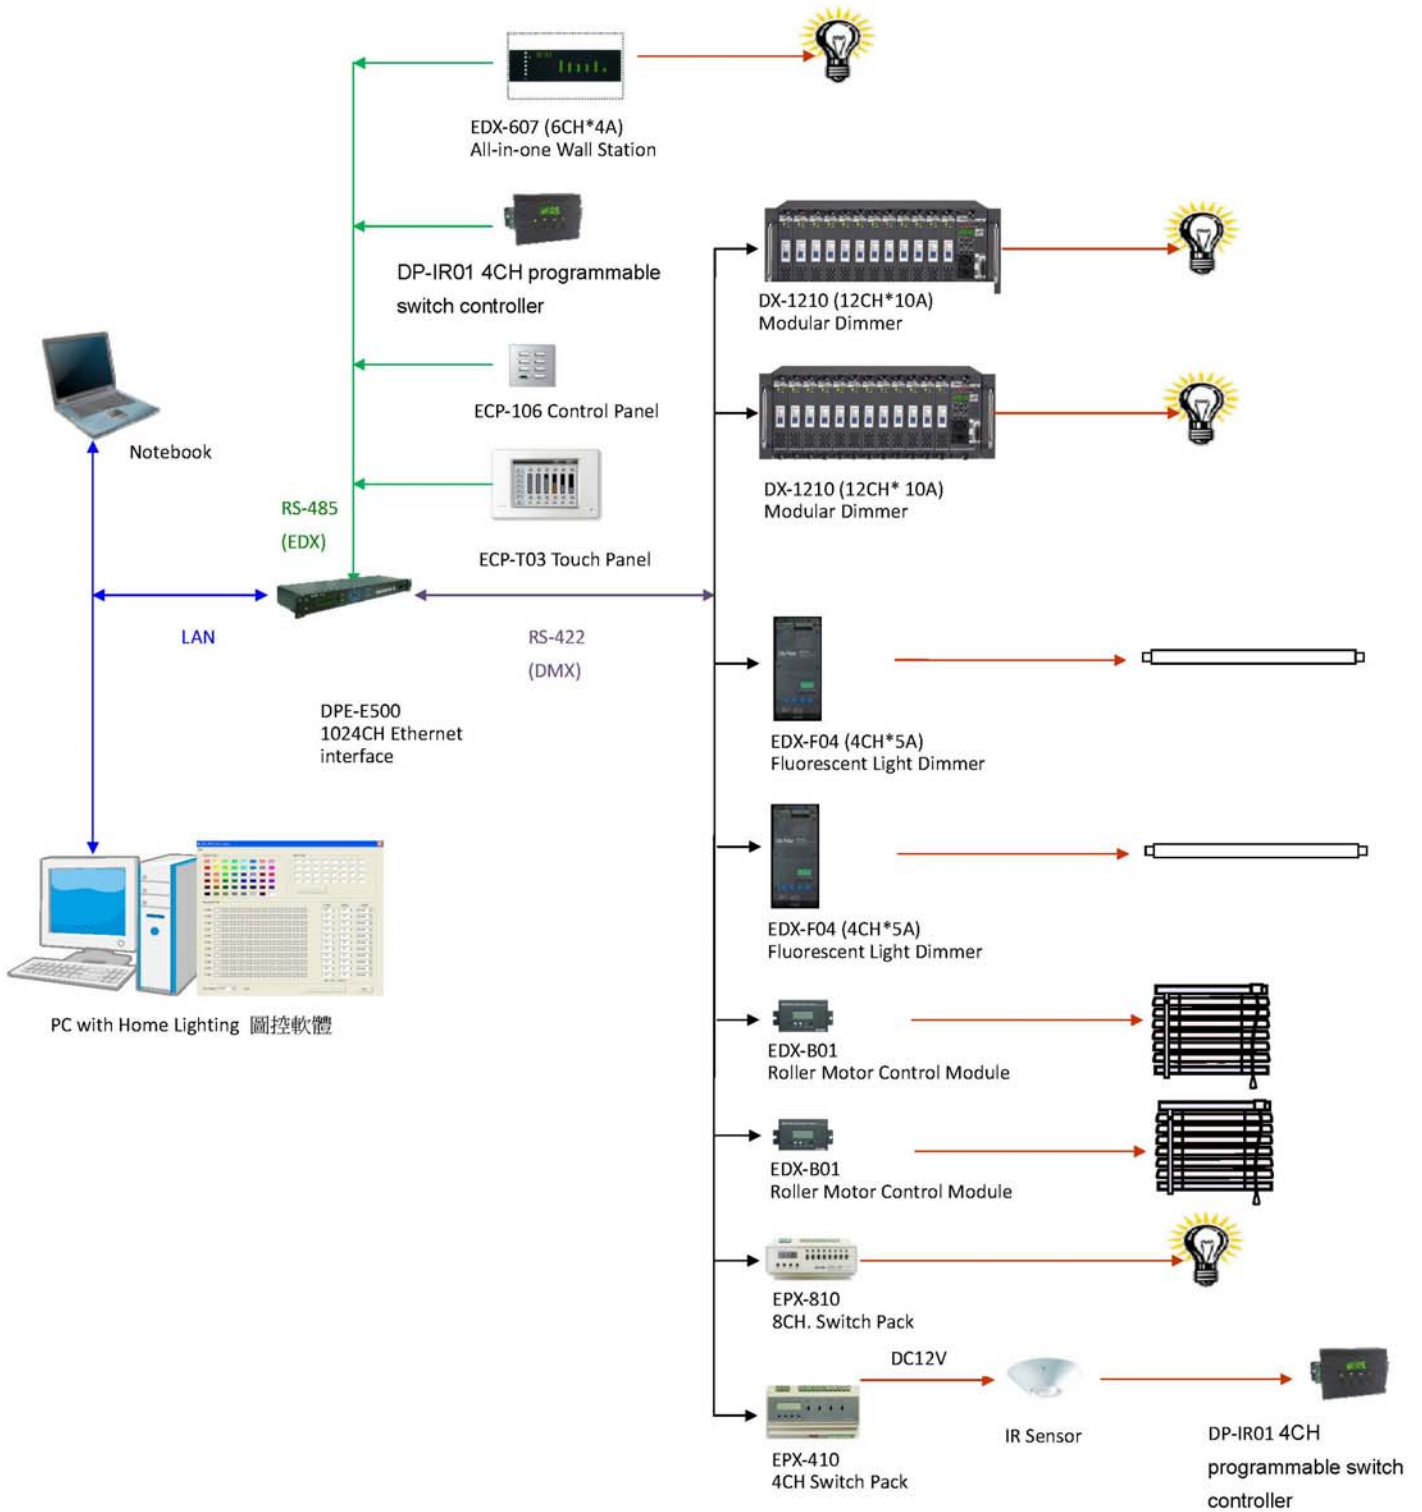 EDX-607 (6CH*4A)
All-in-one Wall Station
DP-IR01 4CH programmable
switch controller
DX-1210 (12CH*10A)
Modular Dimmer
ECP-106 Control Panel
Notebook
DX-1210 (12CH* 10A)
Modular Dimmer
RS-485
(EDX)
ECP-T03 Touch Panel
LAN
RS-422
(DMX)
DPE-E500
1024CH Ethernet
interface
EDX-F04 (4CH*5A)
Fluorescent Light Dimmer
EDX-F04 (4CH*5A)
Fluorescent Light Dimmer
PC with Home Lighting 圖控軟體
EDX-B01
Roller Motor Control Module
EDX-B01
Roller Motor Control Module
EPX-810
8CH. Switch Pack
DC12V
IR Sensor
DP-IR01 4CH
programmable switch
controller
EPX-410
4CH Switch Pack